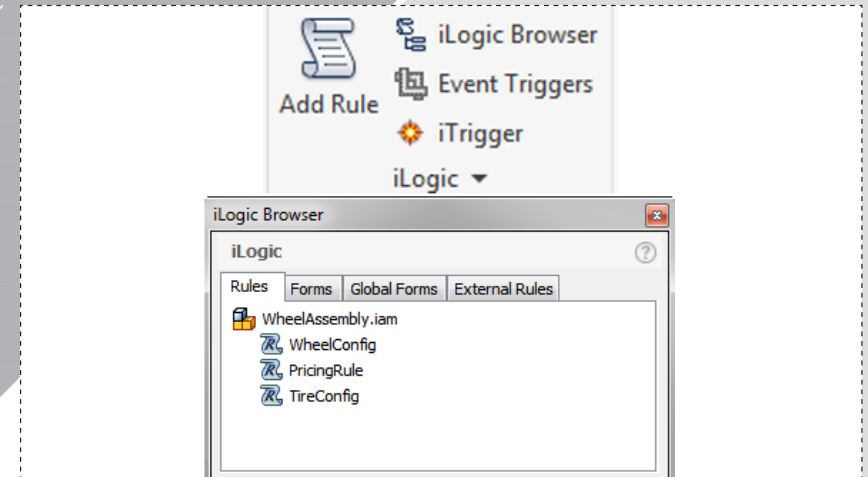 Add Rule
iLogic Browser
Event Triggers
iTrigger
iLogic
iLogic Browser
iLogic
Rules Forms Global Forms External Rules
WheelAssembly.iam
WheelConfig
PricingRule
TireConfig